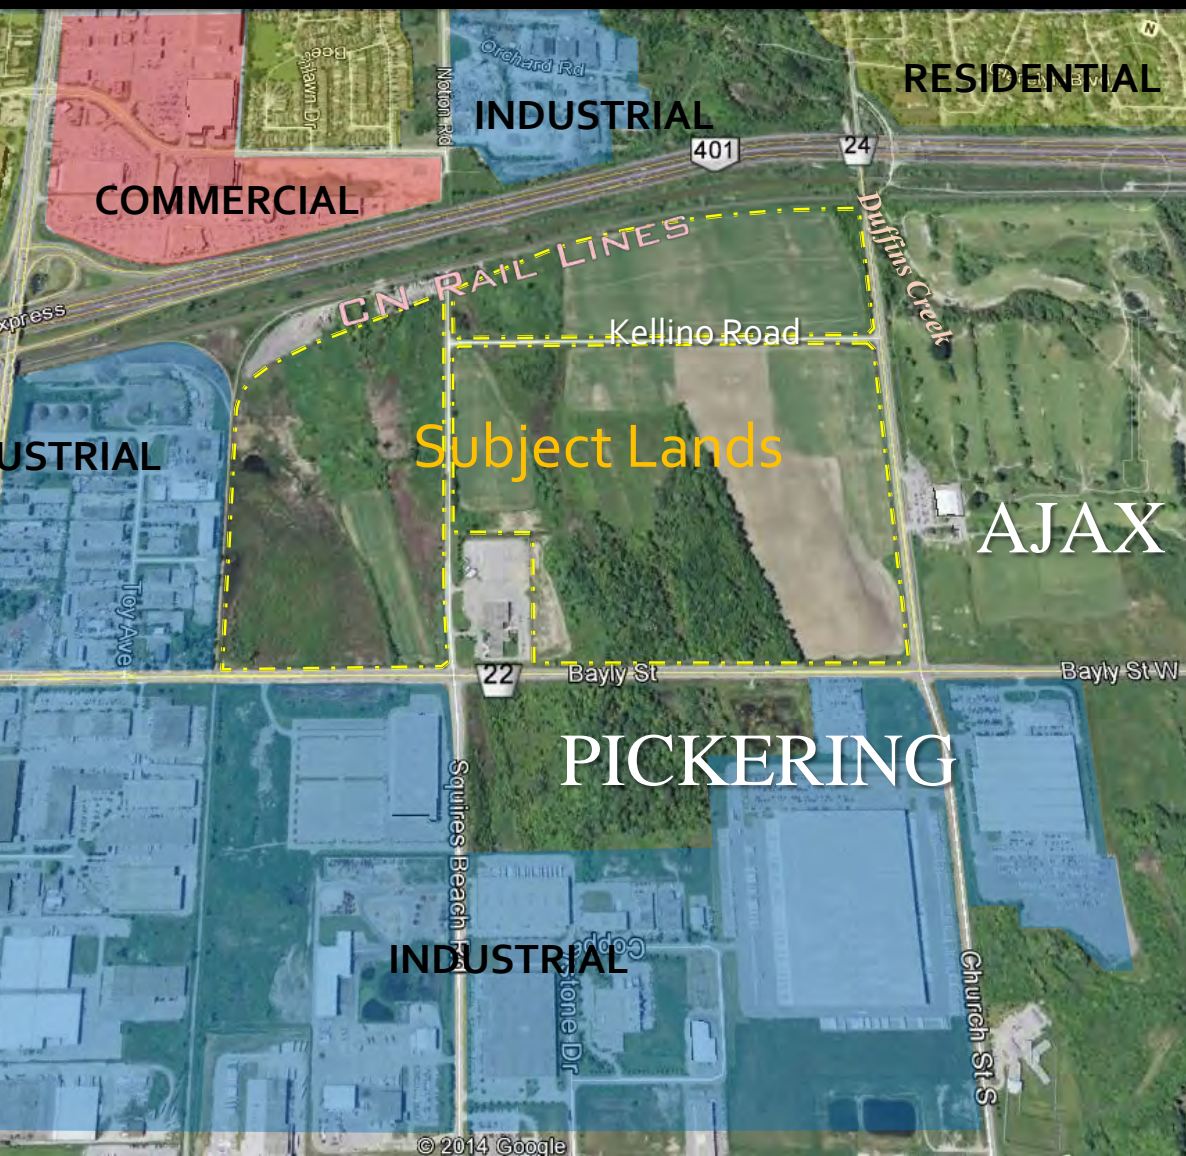 N
Orchard Rd
Notion Rd
RESIDENTIAL
INDUSTRIAL
401
24
COMMERCIAL
Duffins Creek
CN Rail Lines
xpress
Kellino Road
Subject Lands
USTRIAL
AJAX
Toy Ave
22
Bayly St
Bayly St W
PICKERING
Squires Beach
INDUSTRIAL
Church St S
© 2014 Google